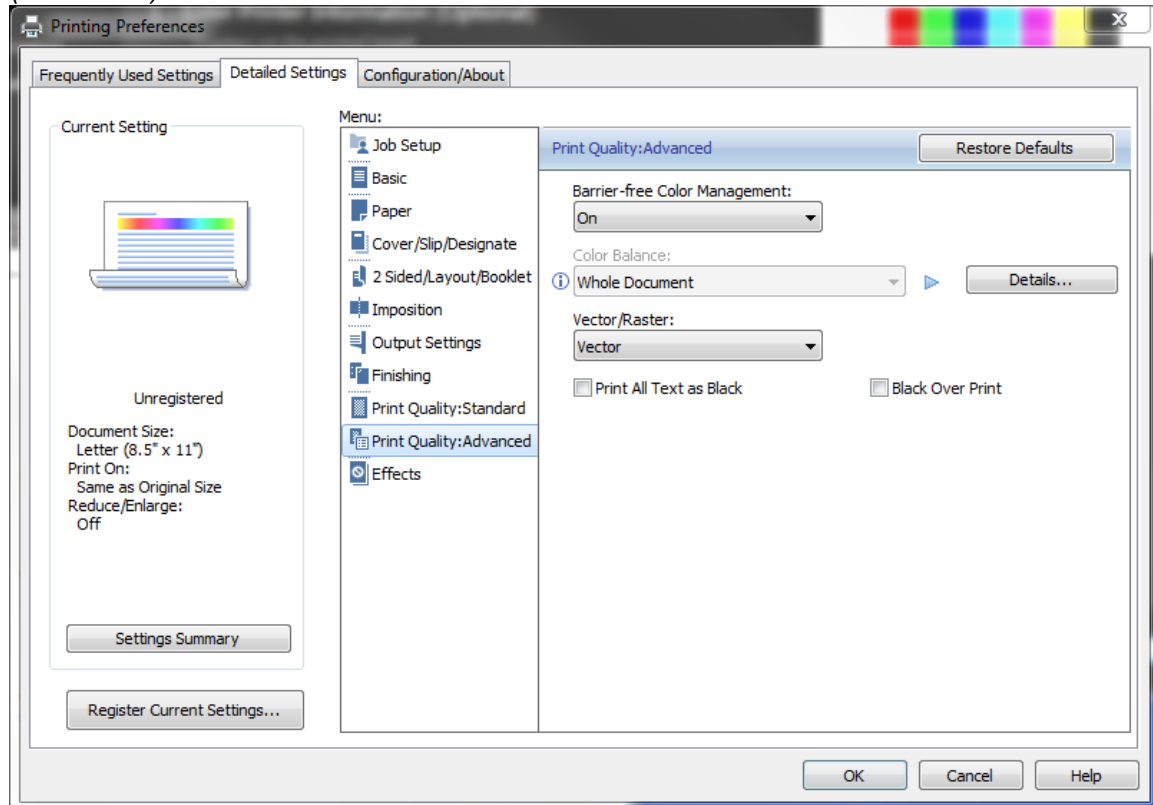 Printing Preferences
Frequently Used Settings
Detailed Settings
Configuration/About
Current Setting
Unregistered
Document Size:
Letter (8.5" x 11")
Print On:
Same as Original Size
Reduce/Enlarge:
Off
Settings Summary
Register Current Settings...
Menu:
Job Setup
Basic
Paper
Cover/Slip/Designate
2 Sided/Layout/Booklet
Imposition
Output Settings
Finishing
Print Quality:Standard
Print Quality:Advanced
Effects
Print Quality:Advanced
Restore Defaults
Barrier-free Color Management:
On
Color Balance:
Whole Document
Details...
Vector/Raster:
Vector
Print All Text as Black
Black Over Print
OK
Cancel
Help